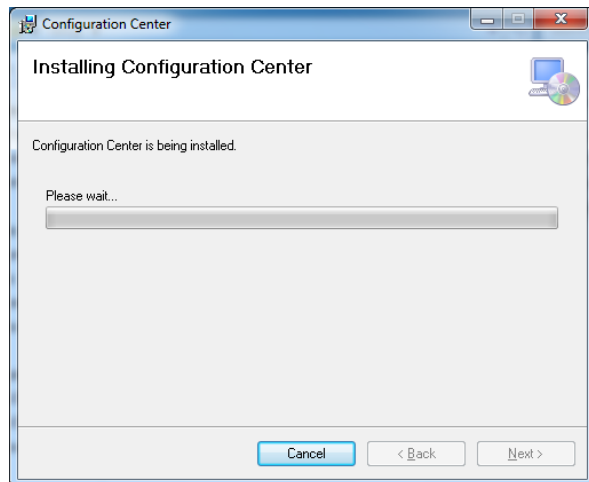 Configuration Center
Installing Configuration Center
Configuration Center is being installed.
Please wait...
Cancel
< Back
Next >